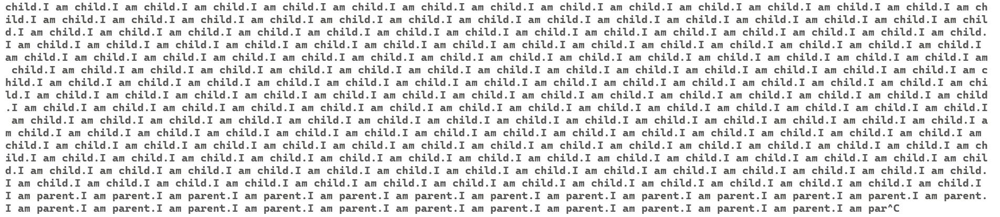 child.I am child.I am child.I am child.I am child.I am child.I am child.I am child.I am child.I am child.I am child.I am child.I am child.I am child.I am ch
ild.I am child.I am child.I am child.I am child.I am child.I am child.I am child.I am child.I am child.I am child.I am child.I am child.I am child.I am chil
d.I am child.I am child.I am child.I am child.I am child.I am child.I am child.I am child.I am child.I am child.I am child.I am child.I am child.I am child.
I am child.I am child.I am child.I am child.I am child.I am child.I am child.I am child.I am child.I am child.I am child.I am child.I am child.I am child.I
am child.I am child.I am child.I am child.I am child.I am child.I am child.I am child.I am child.I am child.I am child.I am child.I am child.I am child.I am
 child.I am child.I am child.I am child.I am child.I am child.I am child.I am child.I am child.I am child.I am child.I am child.I am child.I am child.I am c
hild.I am child.I am child.I am child.I am child.I am child.I am child.I am child.I am child.I am child.I am child.I am child.I am child.I am child.I am chi
ld.I am child.I am child.I am child.I am child.I am child.I am child.I am child.I am child.I am child.I am child.I am child.I am child.I am child.I am child
.I am child.I am child.I am child.I am child.I am child.I am child.I am child.I am child.I am child.I am child.I am child.I am child.I am child.I am child.I
 am child.I am child.I am child.I am child.I am child.I am child.I am child.I am child.I am child.I am child.I am child.I am child.I am child.I am child.I a
m child.I am child.I am child.I am child.I am child.I am child.I am child.I am child.I am child.I am child.I am child.I am child.I am child.I am child.I am
child.I am child.I am child.I am child.I am child.I am child.I am child.I am child.I am child.I am child.I am child.I am child.I am child.I am child.I am ch
ild.I am child.I am child.I am child.I am child.I am child.I am child.I am child.I am child.I am child.I am child.I am child.I am child.I am child.I am chil
d.I am child.I am child.I am child.I am child.I am child.I am child.I am child.I am child.I am child.I am child.I am child.I am child.I am child.I am child.
I am child.I am child.I am child.I am child.I am child.I am child.I am child.I am child.I am child.I am child.I am child.I am child.I am child.I am child.I
I am parent.I am parent.I am parent.I am parent.I am parent.I am parent.I am parent.I am parent.I am parent.I am parent.I am parent.I am parent.I am parent.
I am parent.I am parent.I am parent.I am parent.I am parent.I am parent.I am parent.I am parent.I am parent.I am parent.I am parent.I am par^C